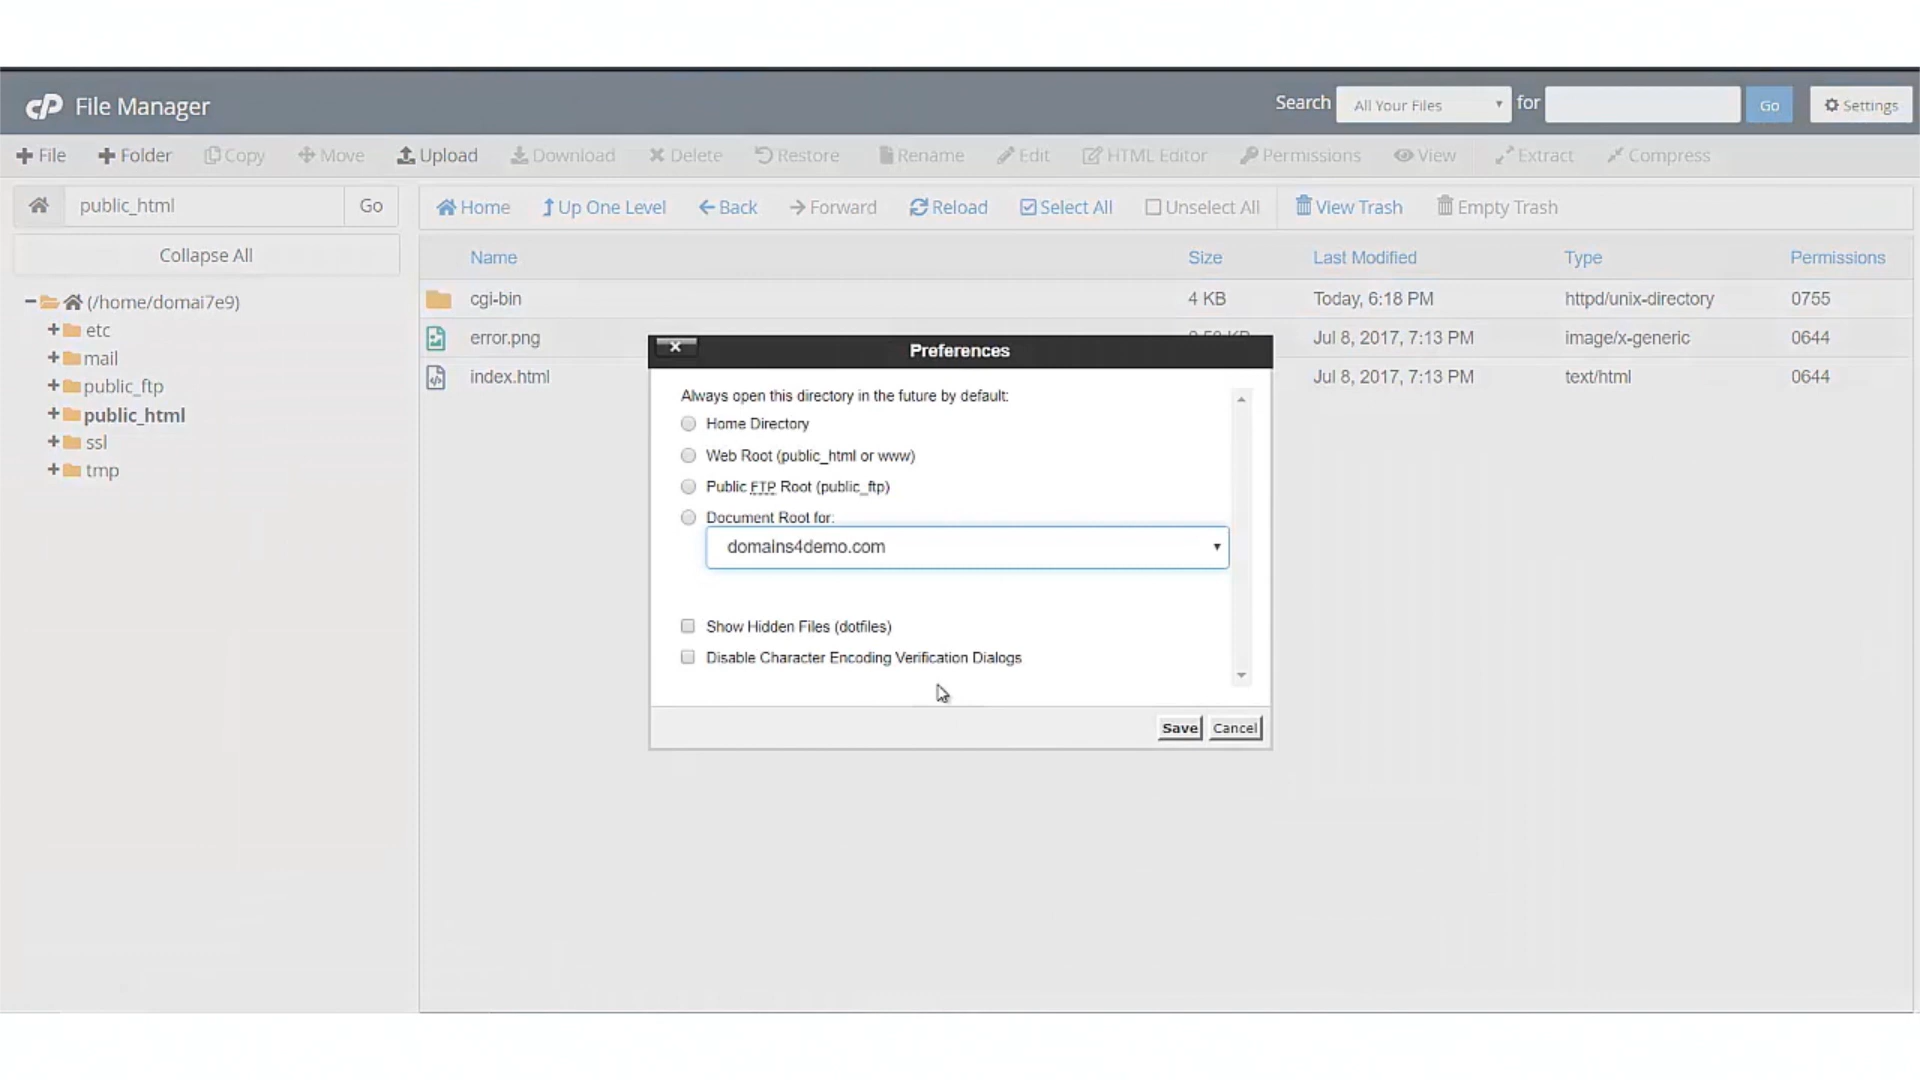 cP File Manager Search All Your Files for Go Settings
File Folder Copy Move Upload Download Delete Restore Rename Edit HTML Editor Permissions View Extract Compress
public_html Go
Home Up One Level Back Forward Reload Select All Unselect All View Trash Empty Trash
Collapse All
(/home/domai7e9)
etc
mail
public_ftp
public_html
ssl
tmp
Name Size Last Modified Type Permissions
cgi-bin 4 KB Today, 6:18 PM httpd/unix-directory 0755
error.png Jul 8, 2017, 7:13 PM image/x-generic 0644
index.html Jul 8, 2017, 7:13 PM text/html 0644
Preferences
Always open this directory in the future by default:
Home Directory
Web Root (public_html or www)
Public FTP Root (public_ftp)
Document Root for:
domains4demo.com
Show Hidden Files (dotfiles)
Disable Character Encoding Verification Dialogs
Save Cancel